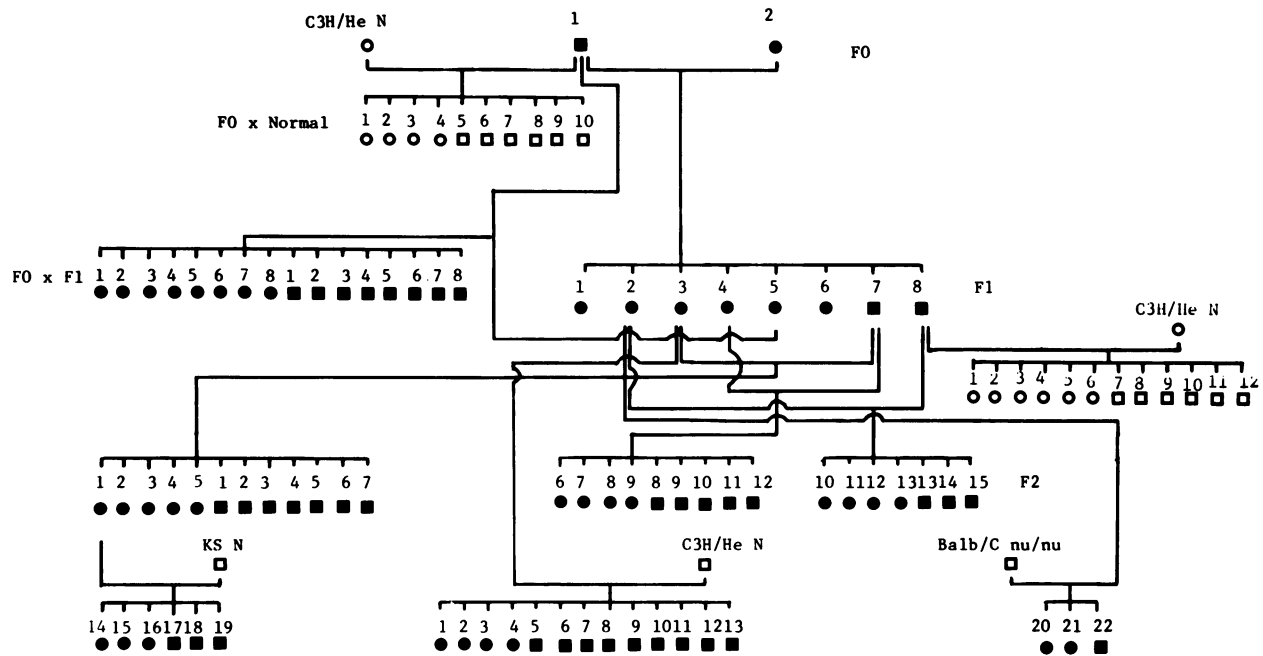 C3H/He N 1 2
F0
1 2 3 4 5 6 7 8 9 10
F0 x Normal
F0 x F1 1 2 3 4 5 6 7 8 1 2 3 4 5 6 7 8
1 2 3 4 5 6 7 8 F1
C3H/He N
1 2 3 4 5 6 7 8 9 10 11 12
1 2 3 4 5 1 2 3 4 5 6 7
6 7 8 9 8 9 10 11 12
10 11 12 13 13 14 15 F2
KS N C3H/He N Balb/C nu/nu
14 15 16 17 18 19
1 2 3 4 5 6 7 8 9 10 11 12 13
20 21 22